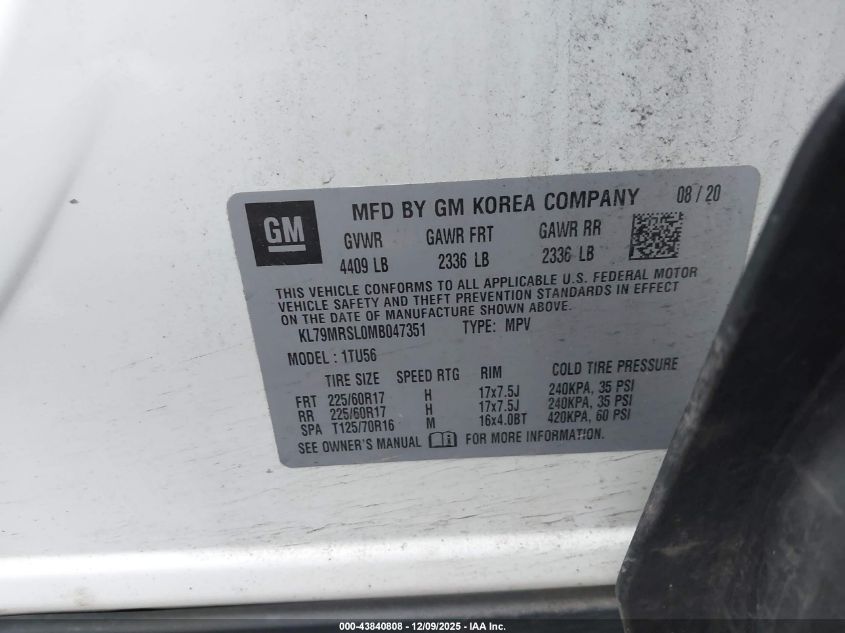 GM
MFD BY GM KOREA COMPANY 08 / 20
GVWR GAWR FRT GAWR RR
4409 LB 2336 LB 2336 LB
THIS VEHICLE CONFORMS TO ALL APPLICABLE U.S. FEDERAL MOTOR
VEHICLE SAFETY AND THEFT PREVENTION STANDARDS IN EFFECT
ON THE DATE OF MANUFACTURE SHOWN ABOVE.
KL79MRSL0MB047351 TYPE: MPV
MODEL : 1TU56
TIRE SIZE SPEED RTG RIM COLD TIRE PRESSURE
FRT 225/60R17 H 17x7.5J 240KPA, 35 PSI
RR 225/60R17 H 17x7.5J 240KPA, 35 PSI
SPA T125/70R16 M 16x4.0BT 420KPA, 60 PSI
SEE OWNER'S MANUAL FOR MORE INFORMATION.
000-43840808 - 12/09/2025 - IAA Inc.